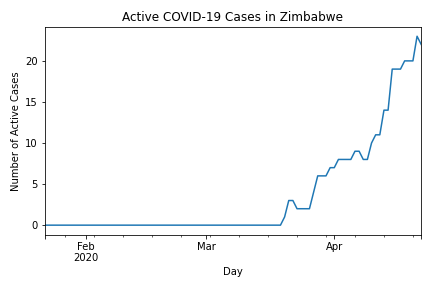 Active COVID-19 Cases in Zimbabwe
Number of Active Cases
20
15
10
5
0
Feb
2020
Mar
Apr
Day